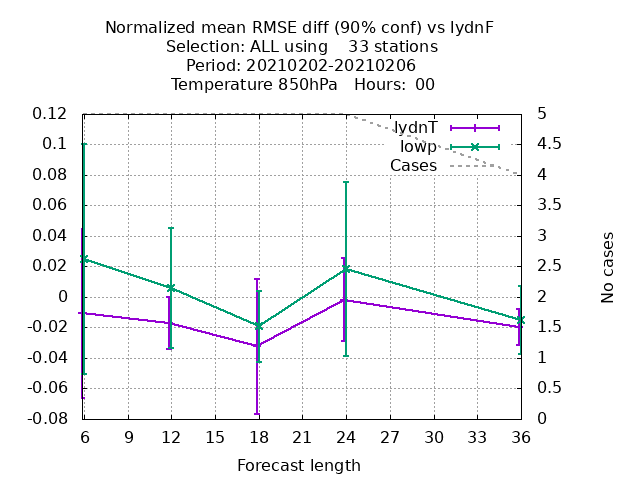 Normalized mean RMSE diff (90% conf) vs lydnF
Selection: ALL using    33 stations
Period: 20210202-20210206
Temperature 850hPa   Hours:  00
0.12
0.1
0.08
0.06
0.04
0.02
0
-0.02
-0.04
-0.06
-0.08
5
4.5
4
3.5
3
2.5
2
1.5
1
0.5
0
lydnT
lowp
Cases
No cases
6 9 12 15 18 21 24 27 30 33 36
Forecast length